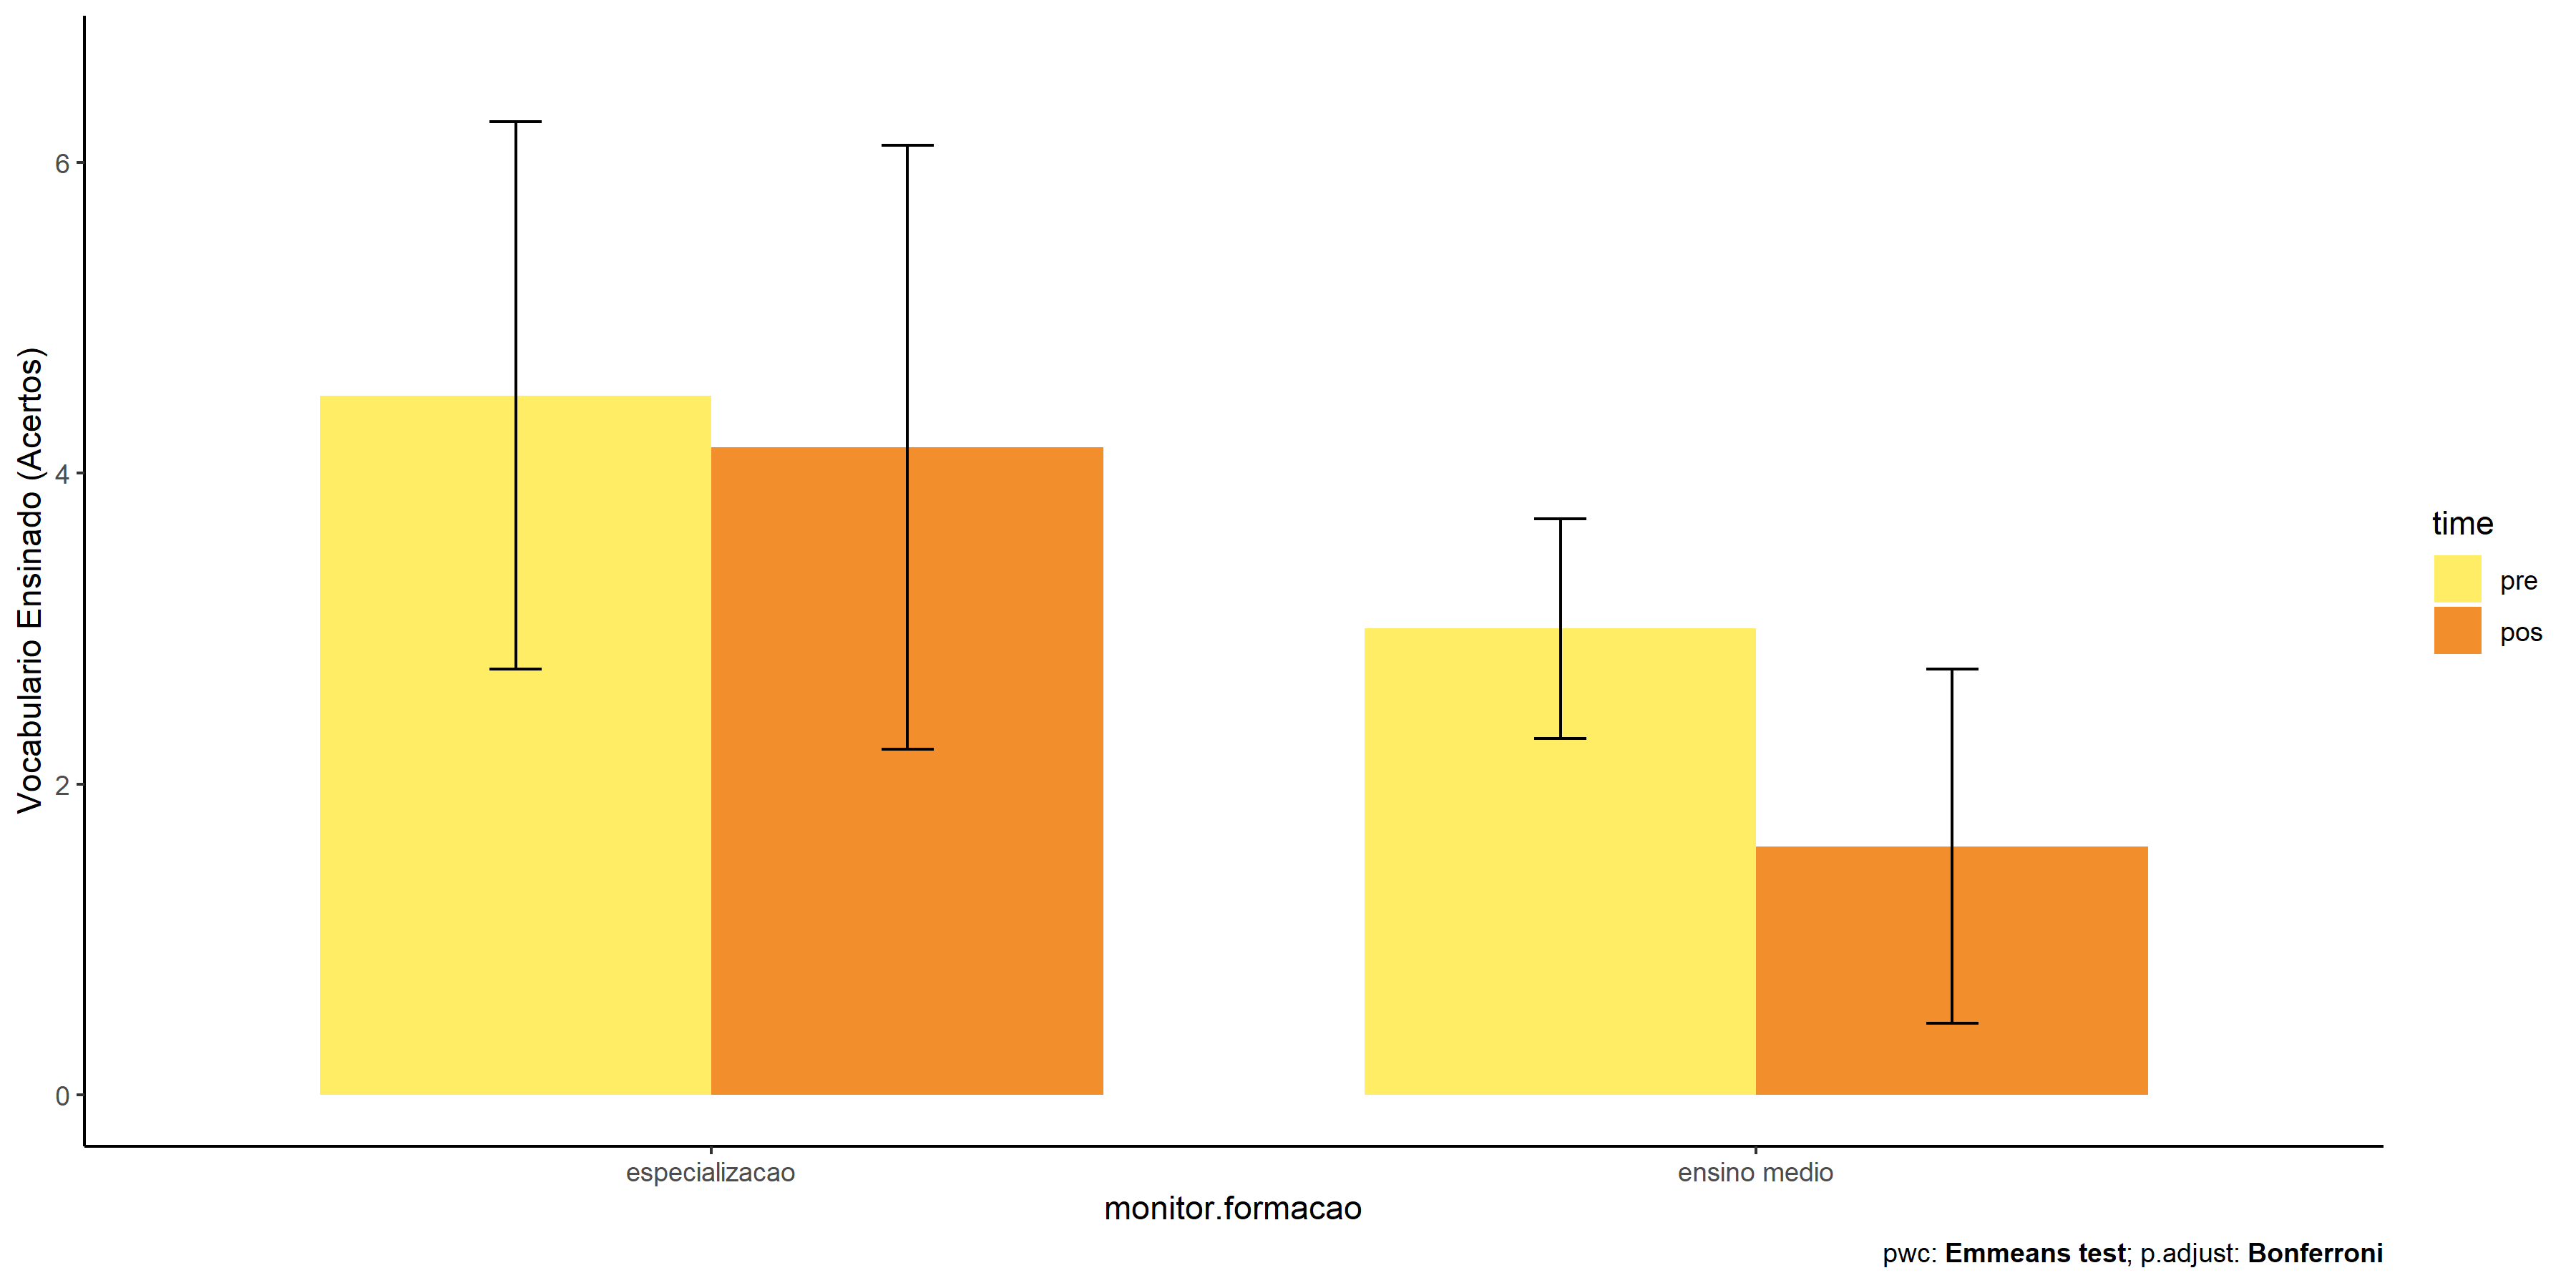 Vocabulario Ensinado (Acertos)
6
4
2
0
especializacao
ensino medio
monitor.formacao
time
pre
pos
pwc: Emmeans test; p.adjust: Bonferroni